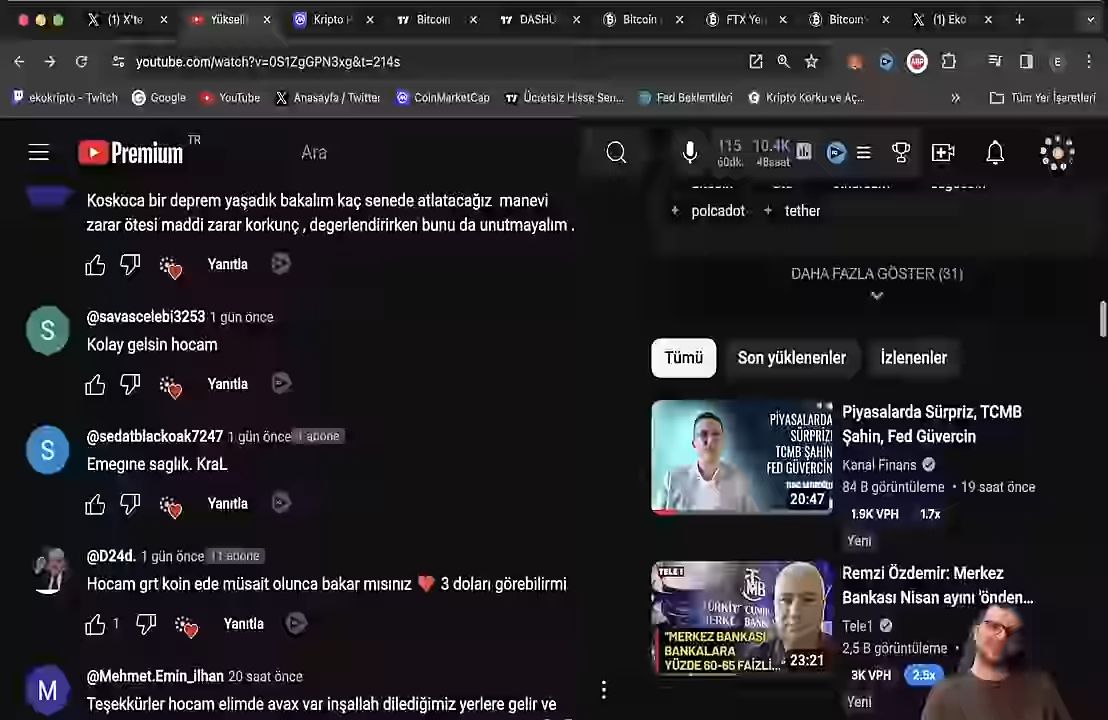 (1) X'te
Yüksel
Kripto
Bitcoin
DASHU
Bitcoin
FTX Ye
Bitcoin
(1) Eko
youtube.com/watch?v=0S1ZgGPN3xg&t=214s
ABP
E
ekokripto - Twitch
Google
YouTube
Anasayfa / Twitter
CoinMarketCap
Ücretsiz Hisse Sen...
Fed Beklentileri
Kripto Korku ve Aç...
Tüm Yer İşaretleri
Premium TR
Ara
115
60dk.
10.4K
48saat
Koskoca bir deprem yaşadık bakalım kaç senede atlatacağız manevi
zarar ötesi maddi zarar korkunç , degerlendirirken bunu da unutmayalım .
Yanıtla
S
@savascelebi3253 1 gün önce
Kolay gelsin hocam
Yanıtla
S
@sedatblackoak7247 1 gün önce 1 abone
Emegıne saglık. KraL
Yanıtla
@D24d. 1 gün önce 11 abone
Hocam grt koin ede müsait olunca bakar mısınız ❤️ 3 doları görebilirmi
1 Yanıtla
M
@Mehmet.Emin_ilhan 20 saat önce
Teşekkürler hocam elimde avax var inşallah dilediğimiz yerlere gelir ve
+ polcadot + tether
DAHA FAZLA GÖSTER (31)
Tümü
Son yüklenenler
İzlenenler
PİYASALARDA
SÜRPRİZ!
TCMB ŞAHİN
FED GÜVERCİN
20:47
Piyasalarda Sürpriz, TCMB
Şahin, Fed Güvercin
Kanal Finans
84 B görüntüleme • 19 saat önce
1.9K VPH 1.7x
Yeni
TELE1
"MERKEZ BANKASI
BANKALARA
YÜZDE 60-65 FAİZLİ...
23:21
Remzi Özdemir: Merkez
Bankası Nisan ayını 'önden...
Tele1
2,5 B görüntüleme •
3K VPH 2.5x
Yeni